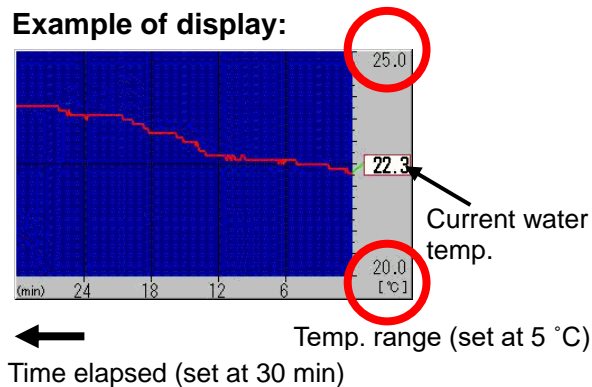 Example of display:
25.0
22.3
Current water
temp.
20.0
[℃]
(min) 24 18 12 6
Temp. range (set at 5 ˚C)
Time elapsed (set at 30 min)